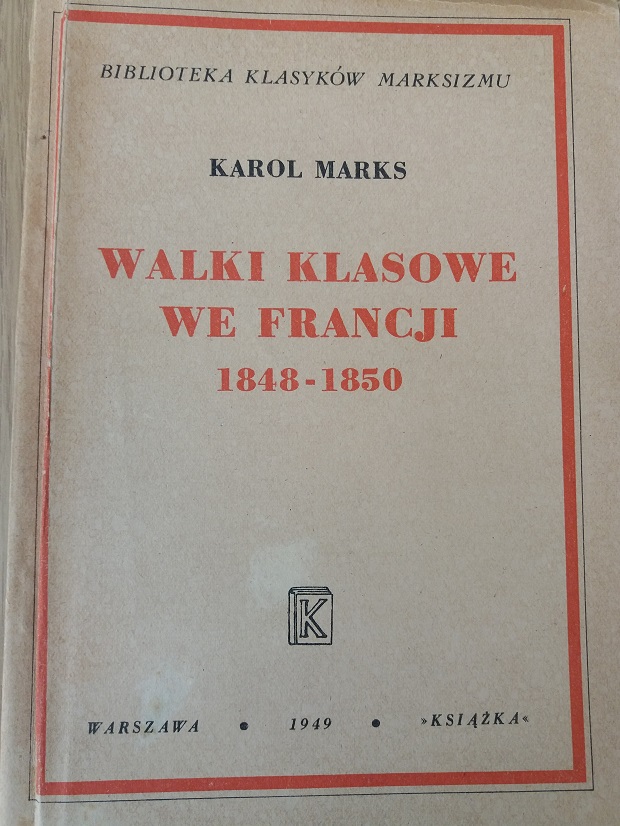 BIBLIOTEKA KLASYKÓW MARKSIZMU
KAROL MARKS
WALKI KLASOWE
WE FRANCJI
1848-1850
K
WARSZAWA • 1949 • »KSIĄŻKA«